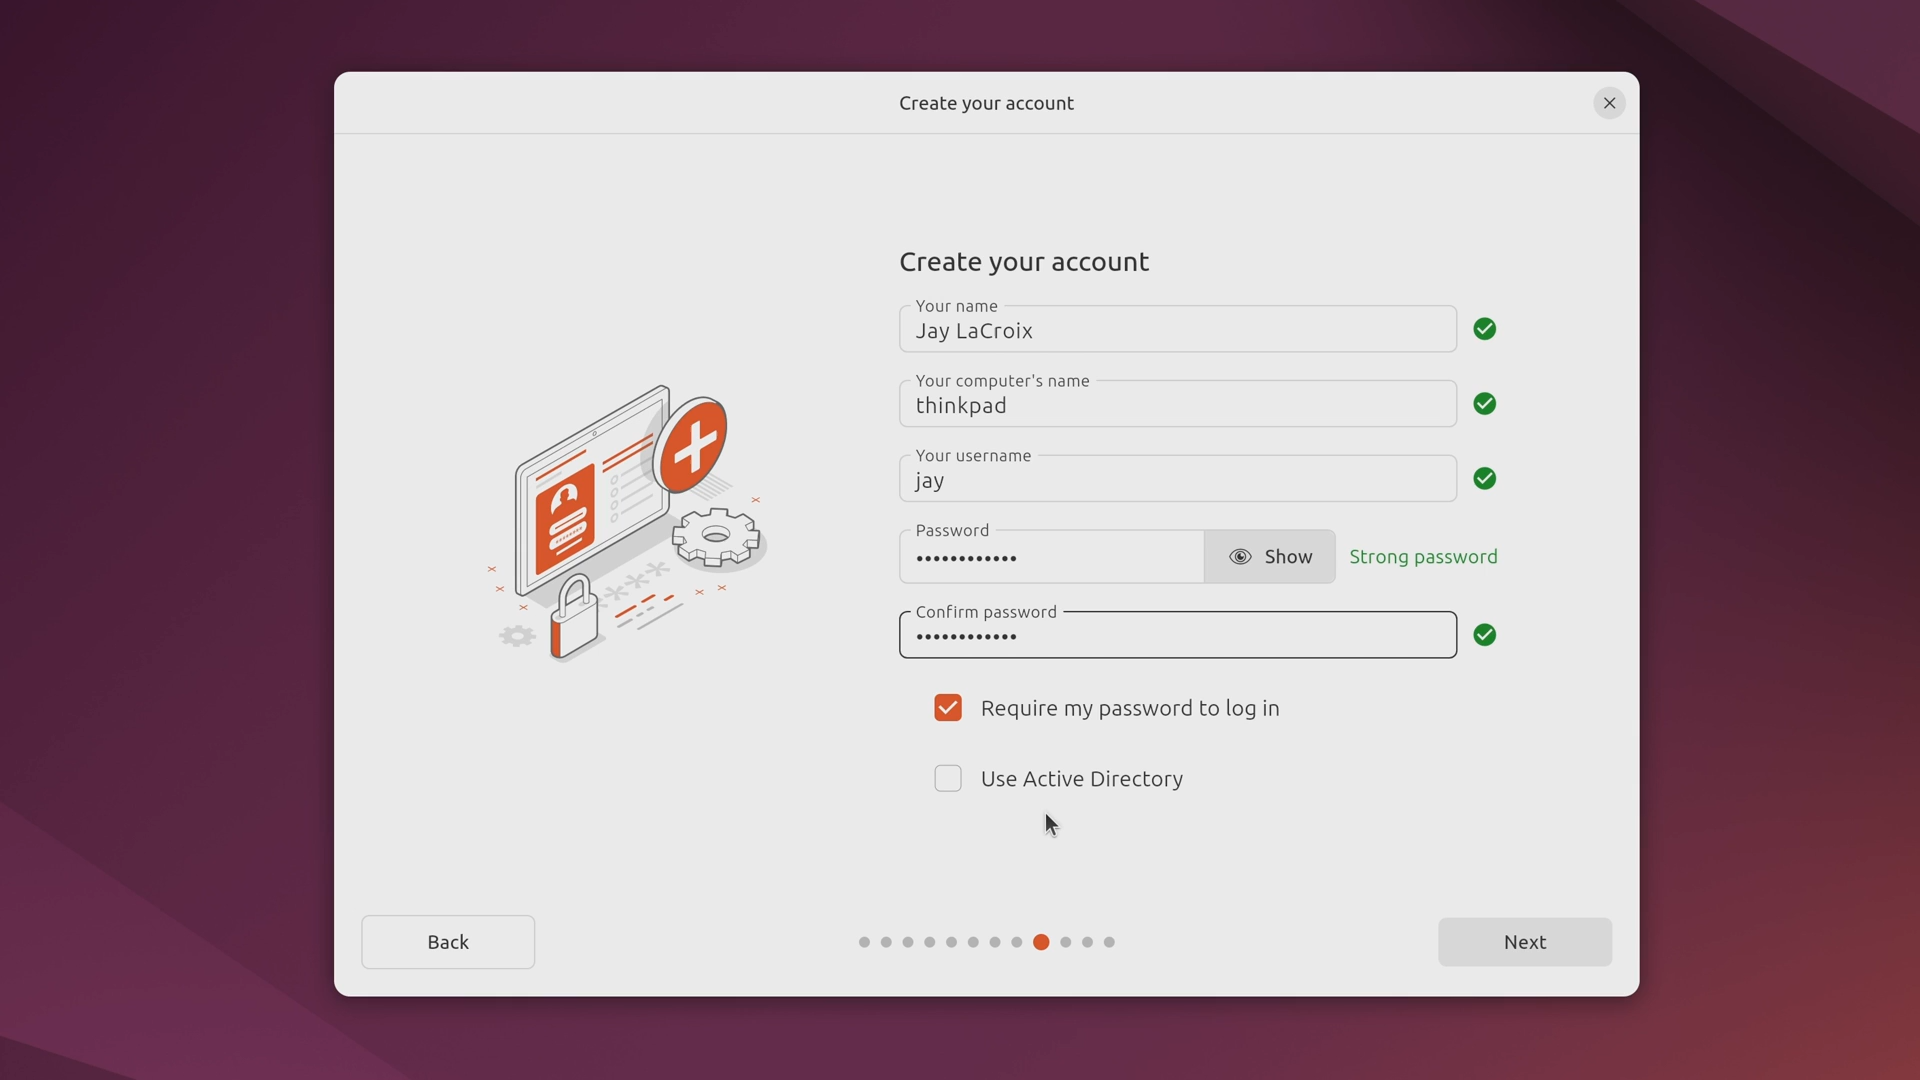 Create your account
Create your account
Your name
Jay LaCroix
Your computer's name
thinkpad
Your username
jay
Password
••••••••••••
Show
Strong password
Confirm password
••••••••••••
Require my password to log in
Use Active Directory
Back
Next